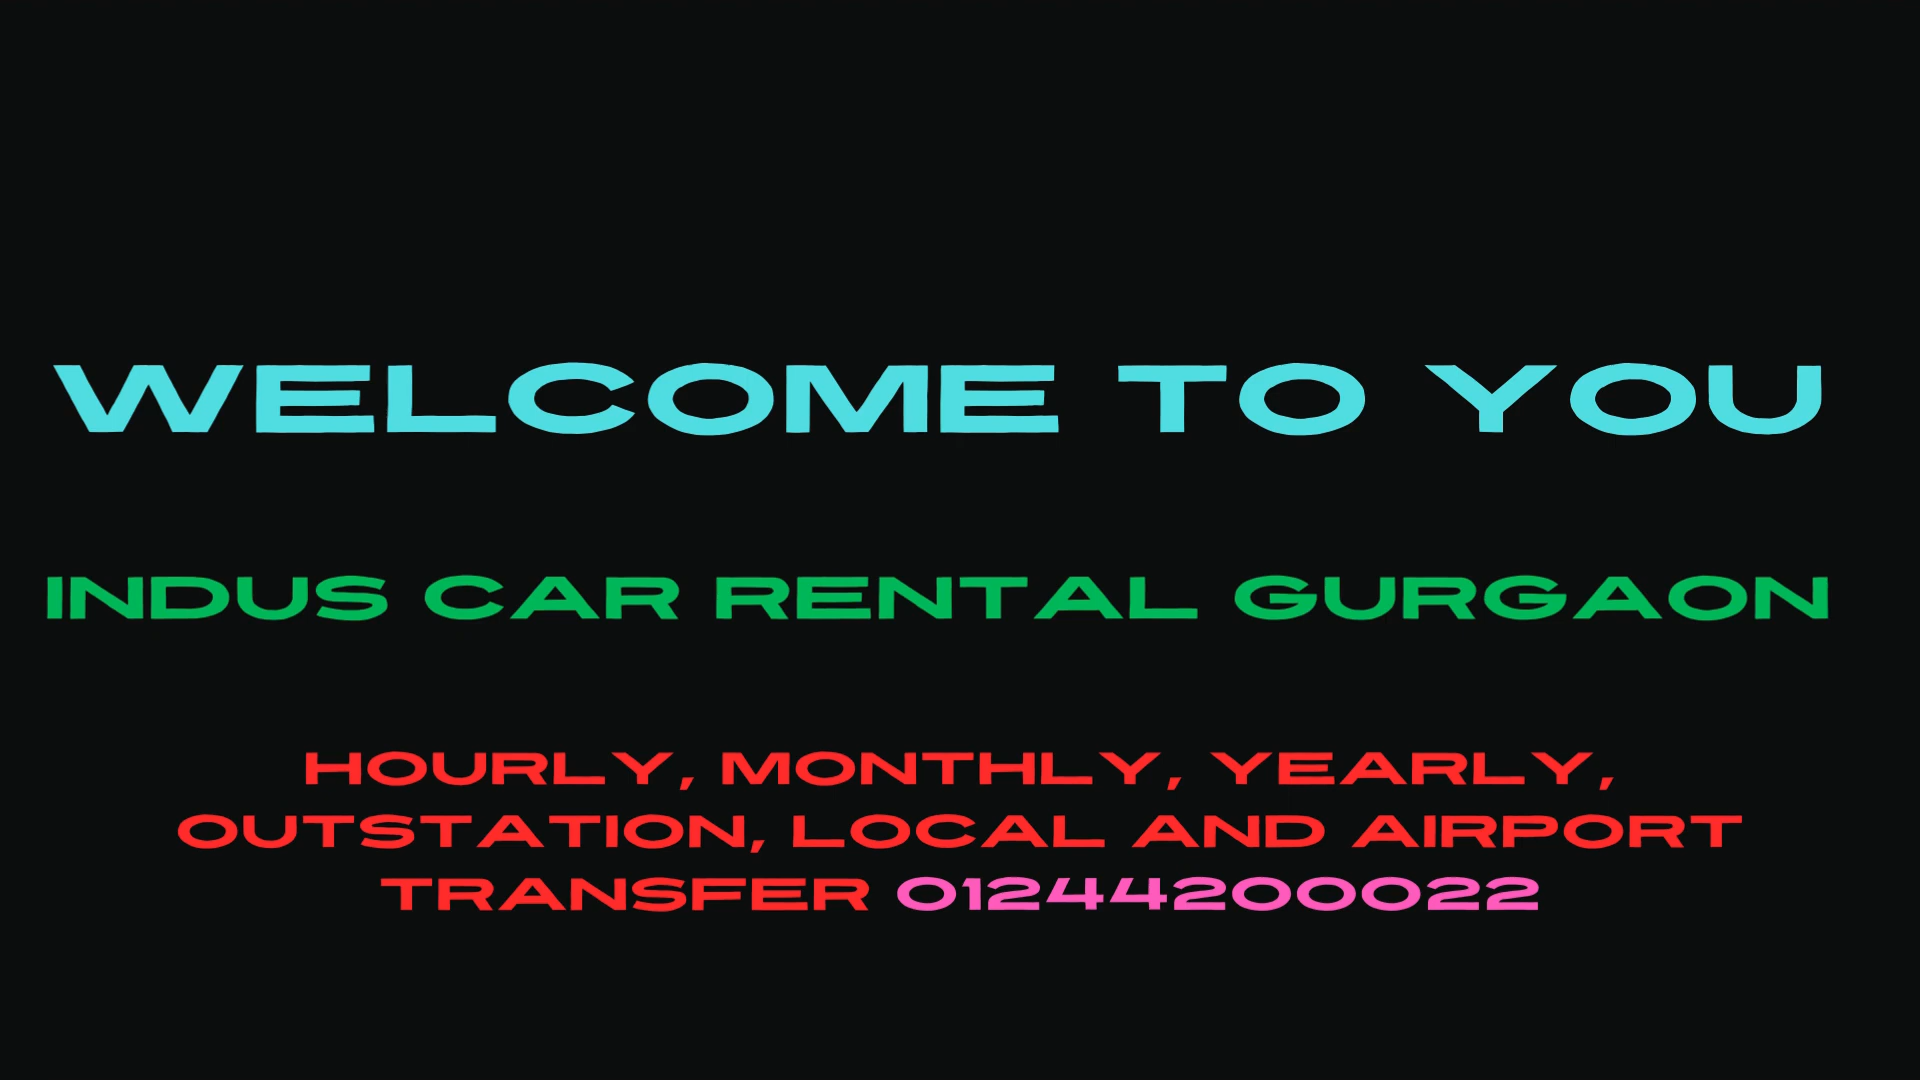 WELCOME TO YOU
INDUS CAR RENTAL GURGAON
HOURLY, MONTHLY, YEARLY,
OUTSTATION, LOCAL AND AIRPORT
TRANSFER 01244200022